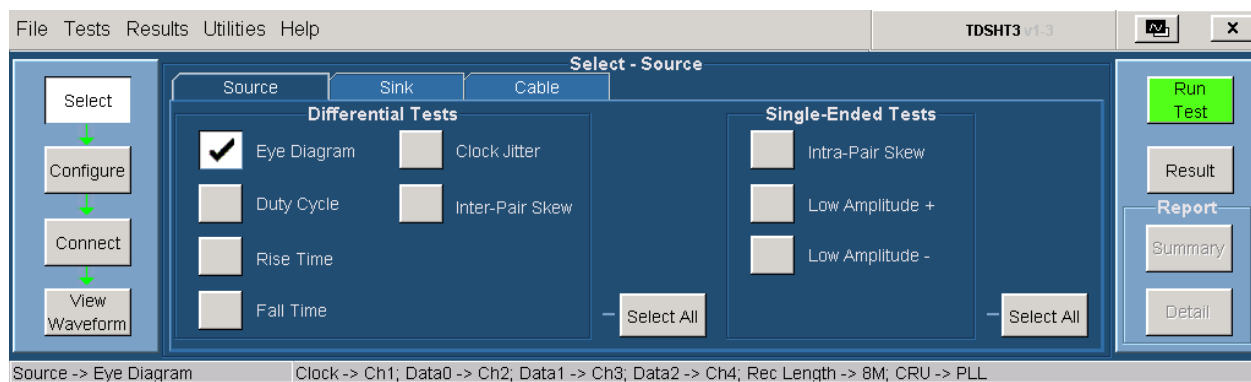 File Tests Results Utilities Help
TDSHT3 v1-3
x
Select - Source
Select
Configure
Connect
View
Waveform
Source Sink Cable
Differential Tests
Eye Diagram Clock Jitter
Duty Cycle Inter-Pair Skew
Rise Time
Fall Time
Select All
Single-Ended Tests
Intra-Pair Skew
Low Amplitude +
Low Amplitude -
Select All
Run
Test
Result
Report
Summary
Detail
Source -> Eye Diagram Clock -> Ch1; Data0 -> Ch2; Data1 -> Ch3; Data2 -> Ch4; Rec Length -> 8M; CRU -> PLL